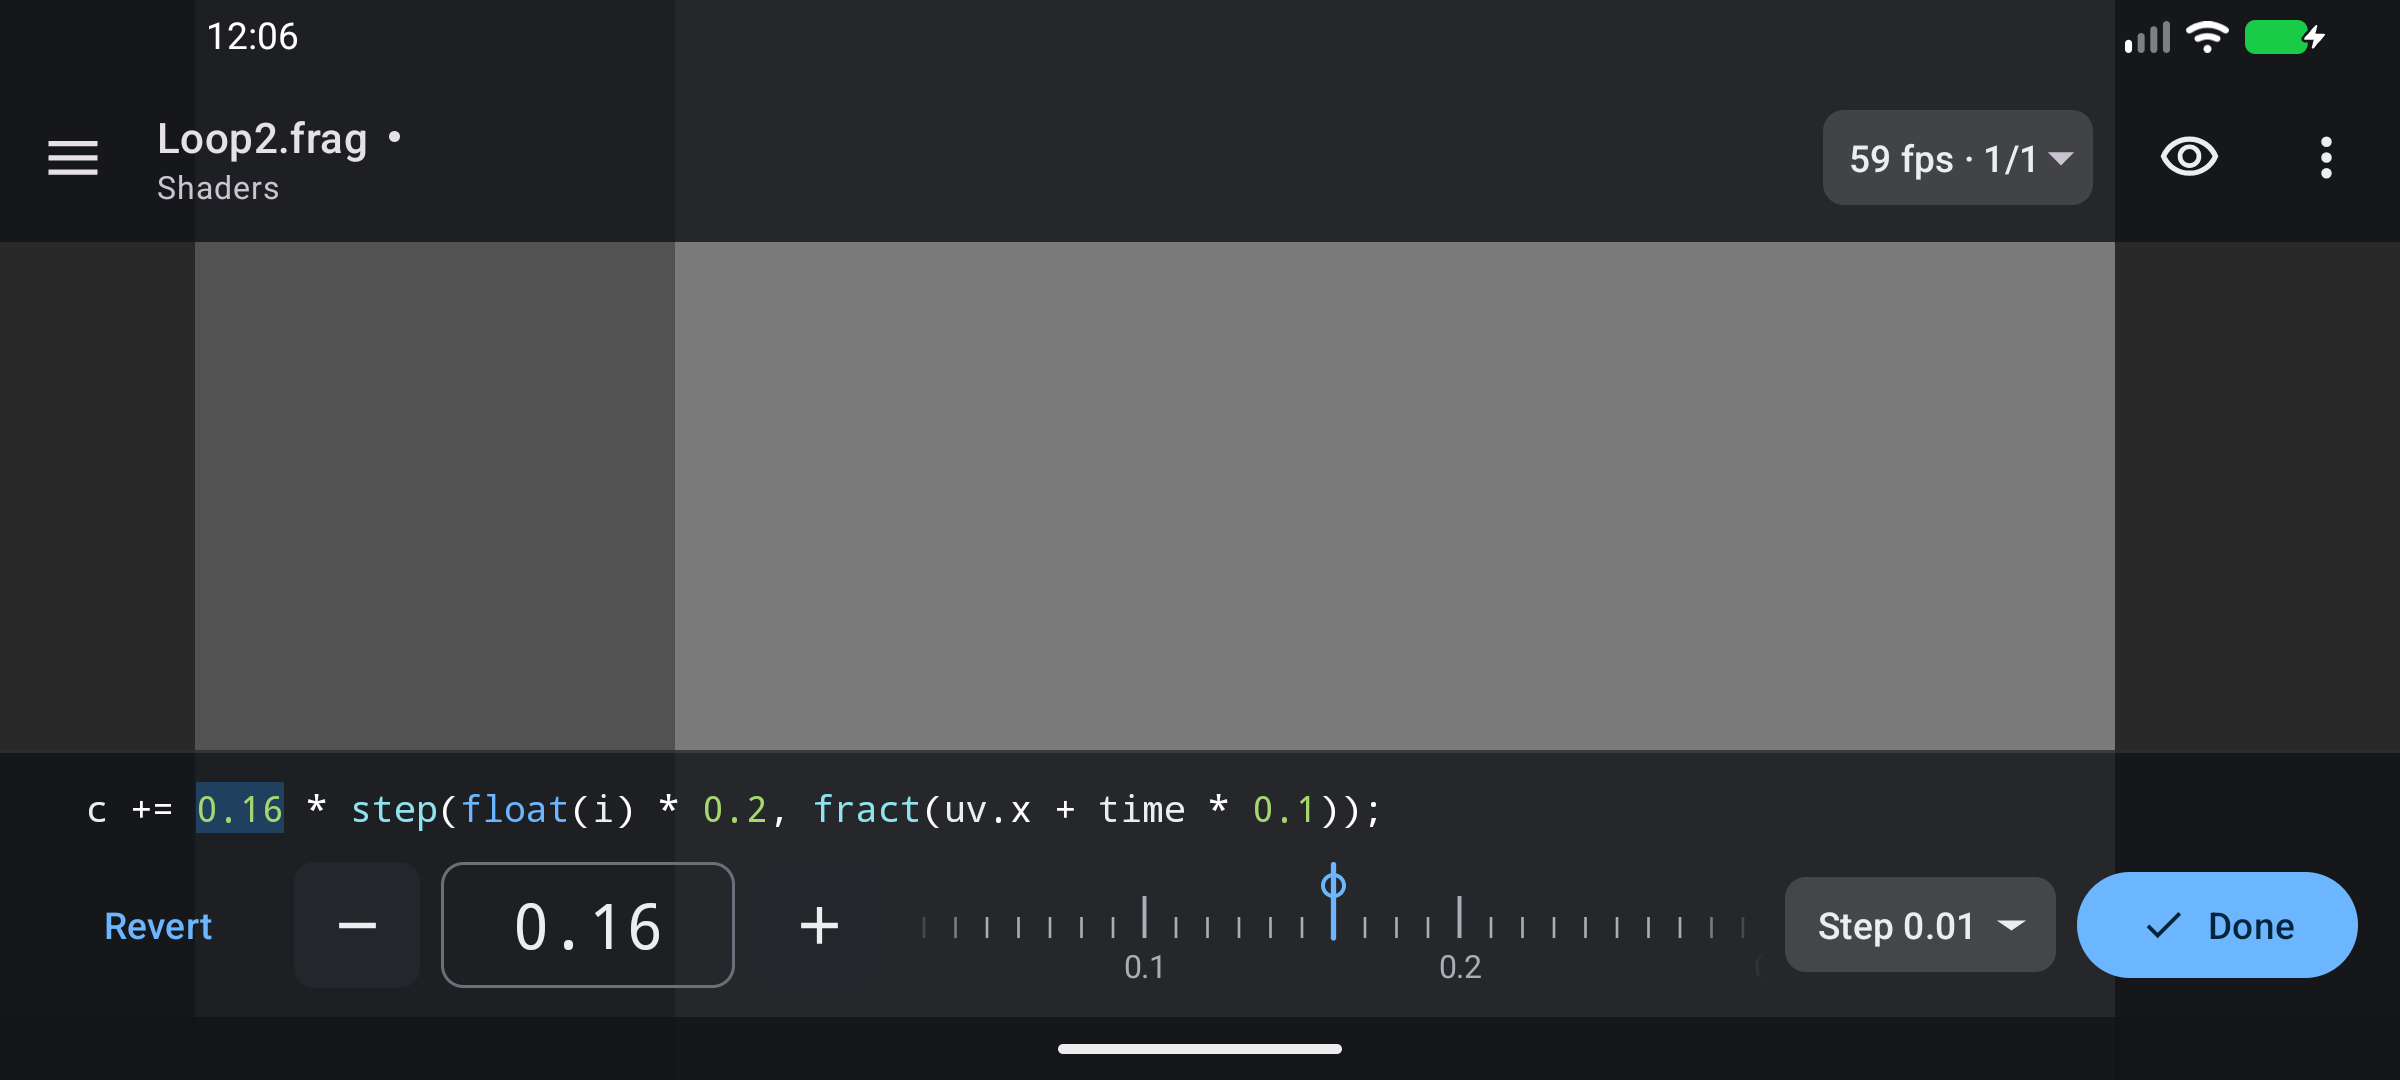 12:06
Loop2.frag •
Shaders
59 fps · 1/1
c += 0.16 * step(float(i) * 0.2, fract(uv.x + time * 0.1));
Revert
0.16
0.1
0.2
Step 0.01
Done